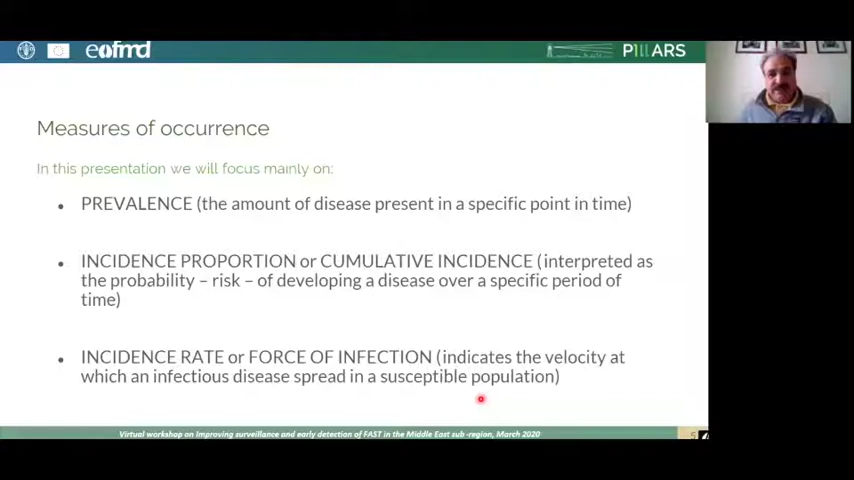 eofmd
PILLARS
Measures of occurrence
In this presentation we will focus mainly on:
• PREVALENCE (the amount of disease present in a specific point in time)
• INCIDENCE PROPORTION or CUMULATIVE INCIDENCE (interpreted as
the probability – risk – of developing a disease over a specific period of
time)
• INCIDENCE RATE or FORCE OF INFECTION (indicates the velocity at
which an infectious disease spread in a susceptible population)
Virtual workshop on improving surveillance and early detection of FAST in the Middle East sub-region, March 2020
5